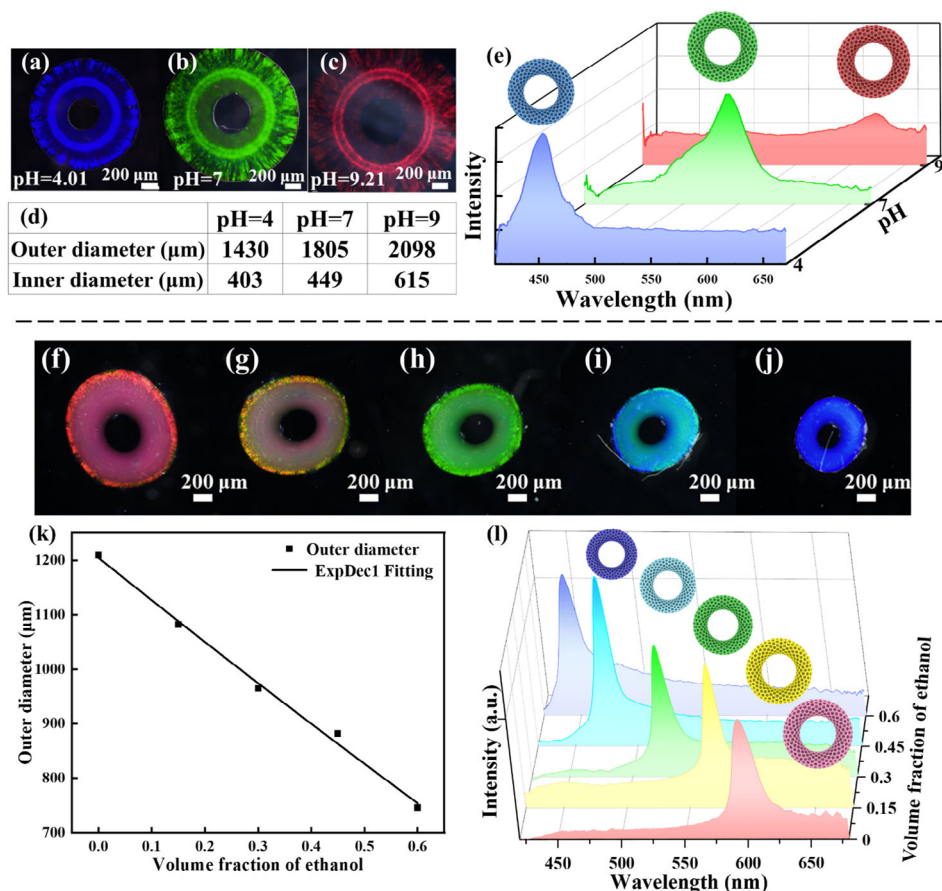 (a)
(b)
(c)
pH=4.01
200 μm
pH=7
200 μm
pH=9.21
200 μm
(d) pH=4 pH=7 pH=9
Outer diameter (μm) 1430 1805 2098
Inner diameter (μm) 403 449 615
(e)
Intensity
450 500 550 600 650
Wavelength (nm)
4
7
9
pH
(f)
(g)
(h)
(i)
(j)
200 μm
200 μm
200 μm
200 μm
200 μm
(k)
Outer diameter
ExpDec1 Fitting
1200
1100
1000
900
800
700
Outer diameter (μm)
0.0 0.1 0.2 0.3 0.4 0.5 0.6
Volume fraction of ethanol
(l)
Intensity (a.u.)
450 500 550 600 650
Wavelength (nm)
0.6
0.45
0.3
0.15
0
Volume fraction of ethanol